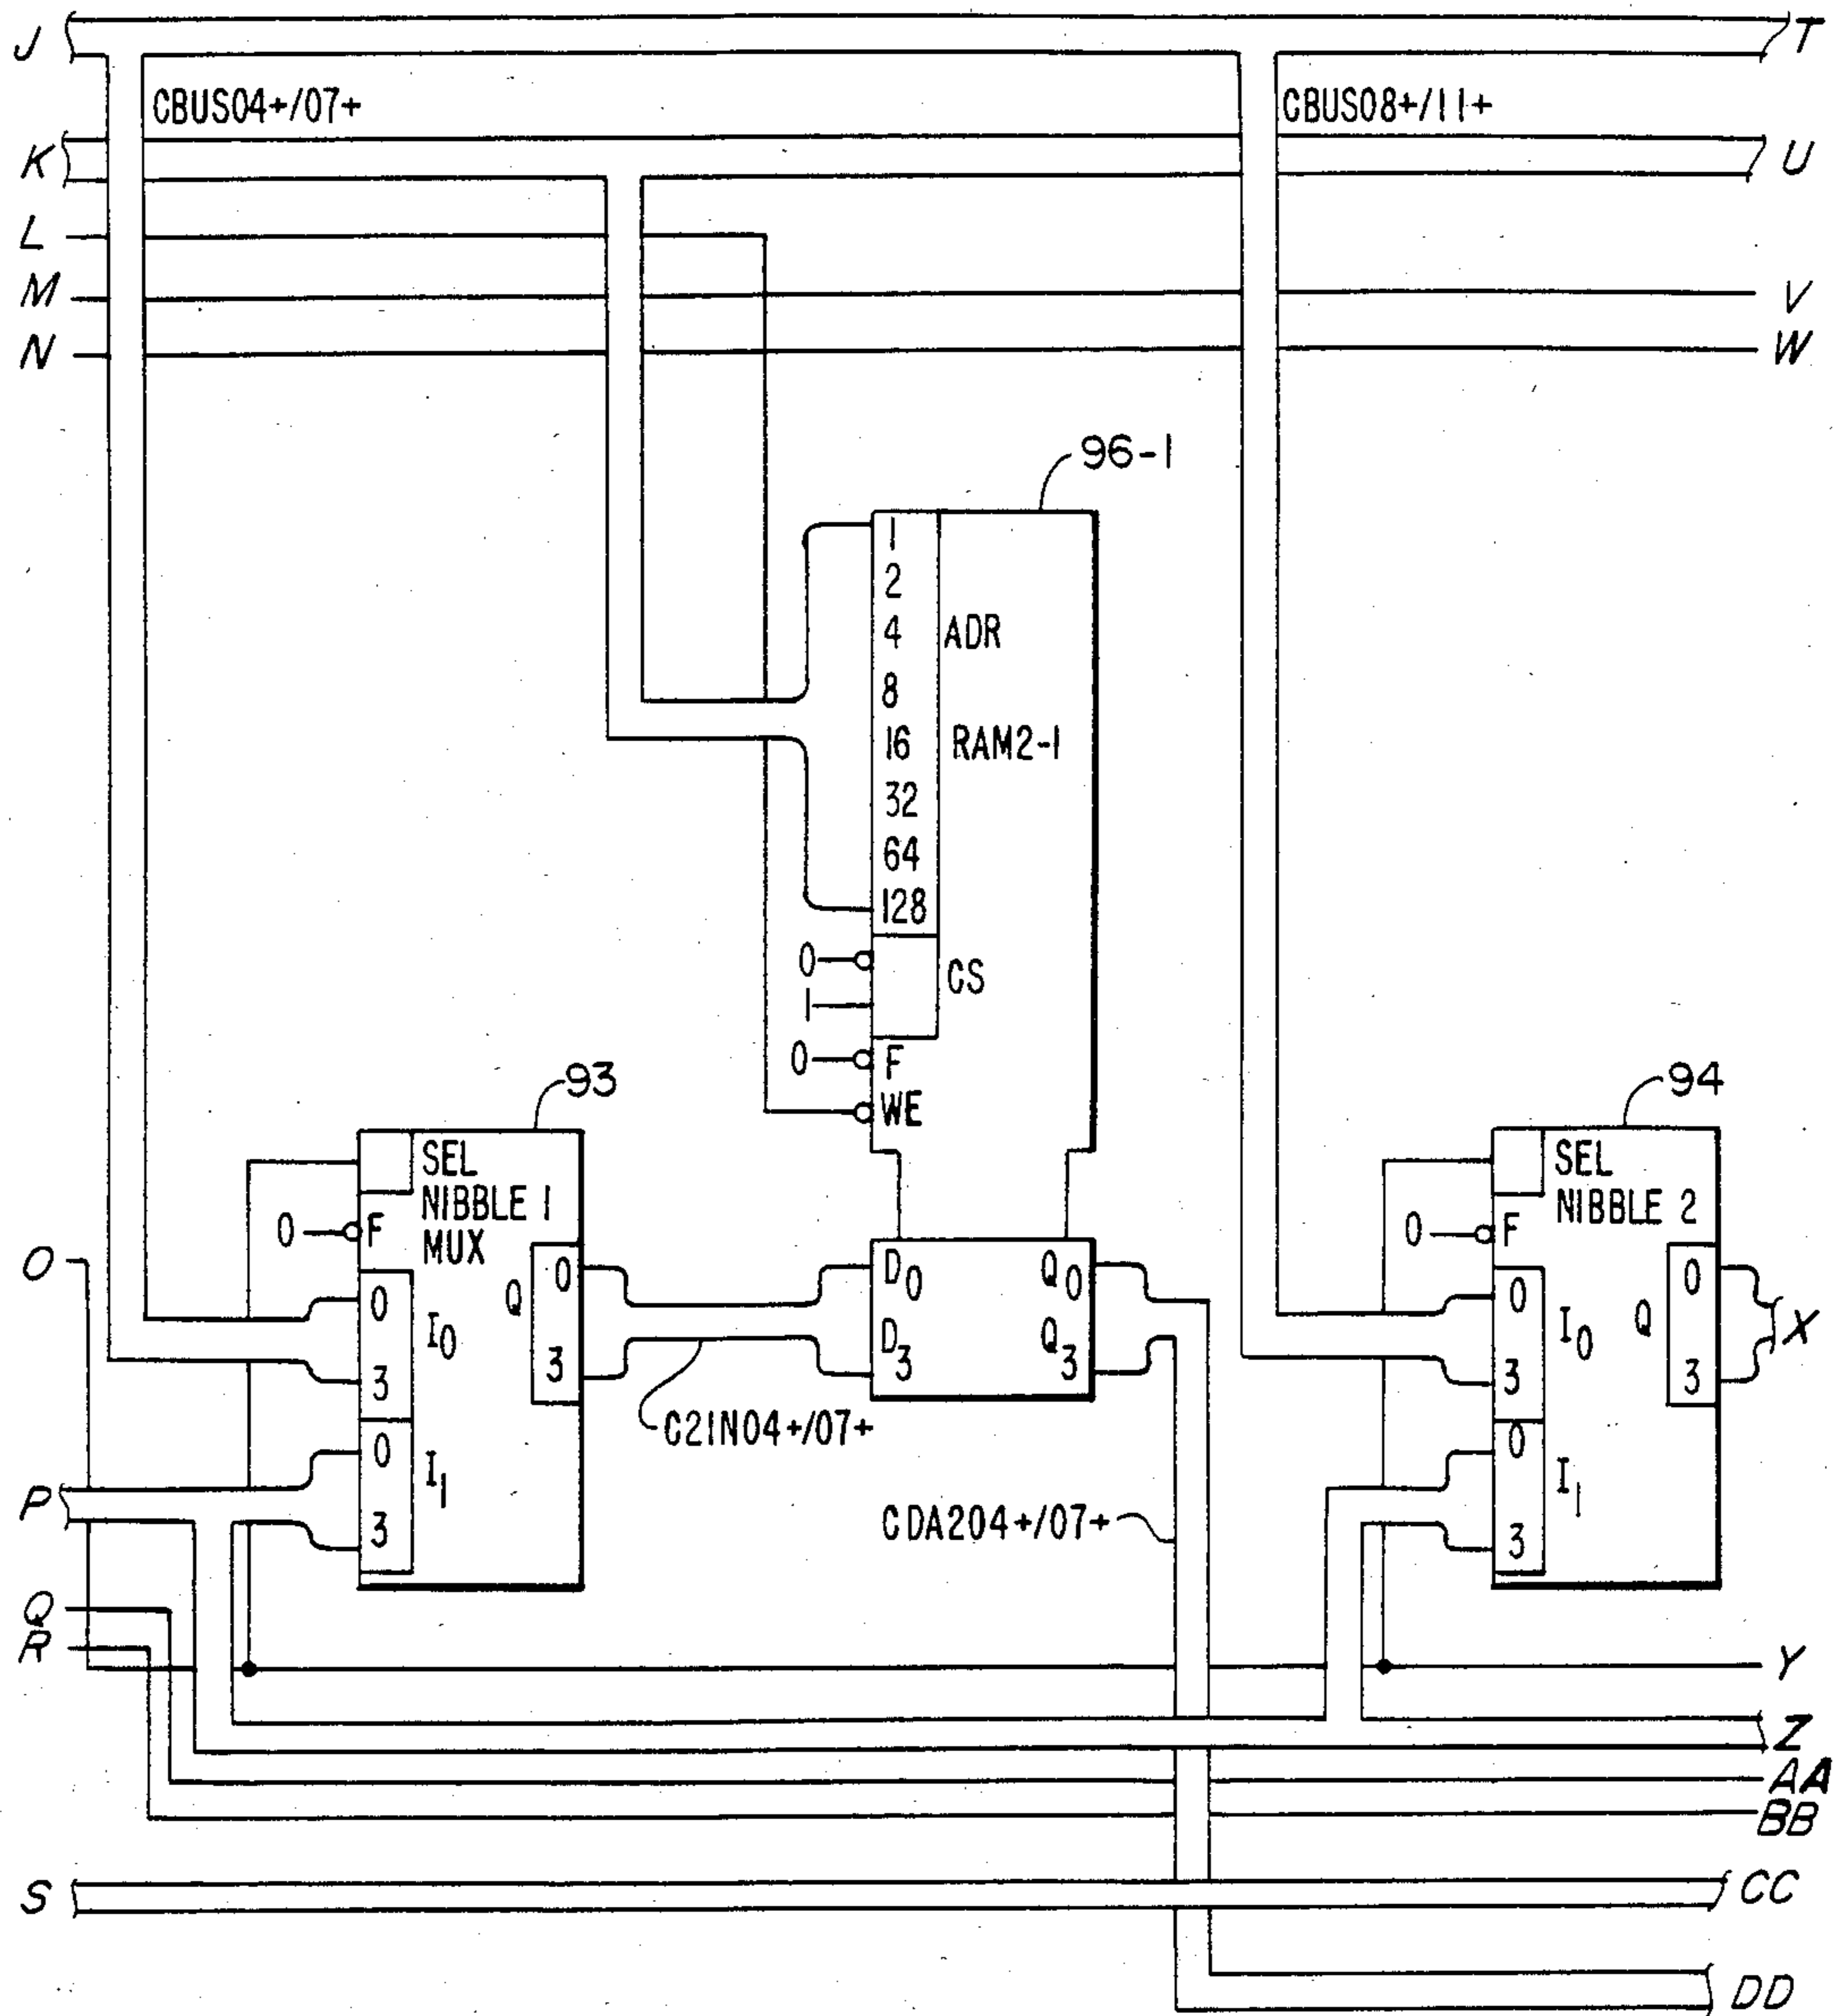 J T
CBUS04+/07+ CBUS08+/11+
K U
L
M V
N W
96-1
1
2
4 ADR
8
16 RAM2-1
32
64
128
0 CS
1
0 F
WE
93
SEL
NIBBLE 1
MUX
0 F
Q
0
3
0
I0
3
0
I1
3
94
SEL
NIBBLE 2
0 F
Q
0
3
0
I0
3
0
I1
3
O
D0 Q0
D3 Q3
X
C2IN04+/07+
P
CDA204+/07+
Q
R
Y
Z
AA
BB
S CC
DD